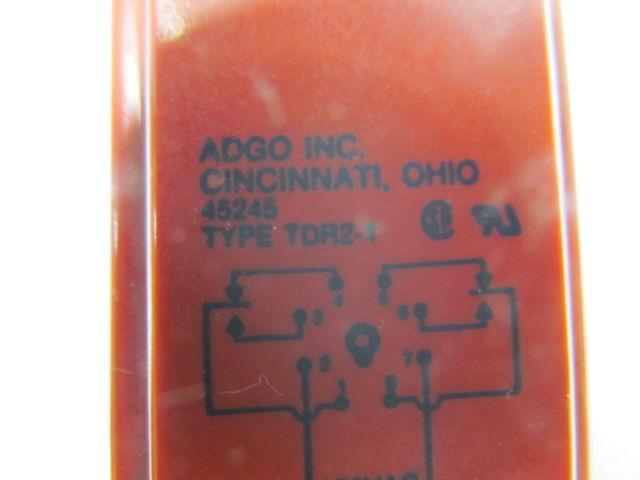 ADGO INC.
CINCINNATI, OHIO
45245
TYPE TDR2-1
4 5
3 6
2 7
1 8